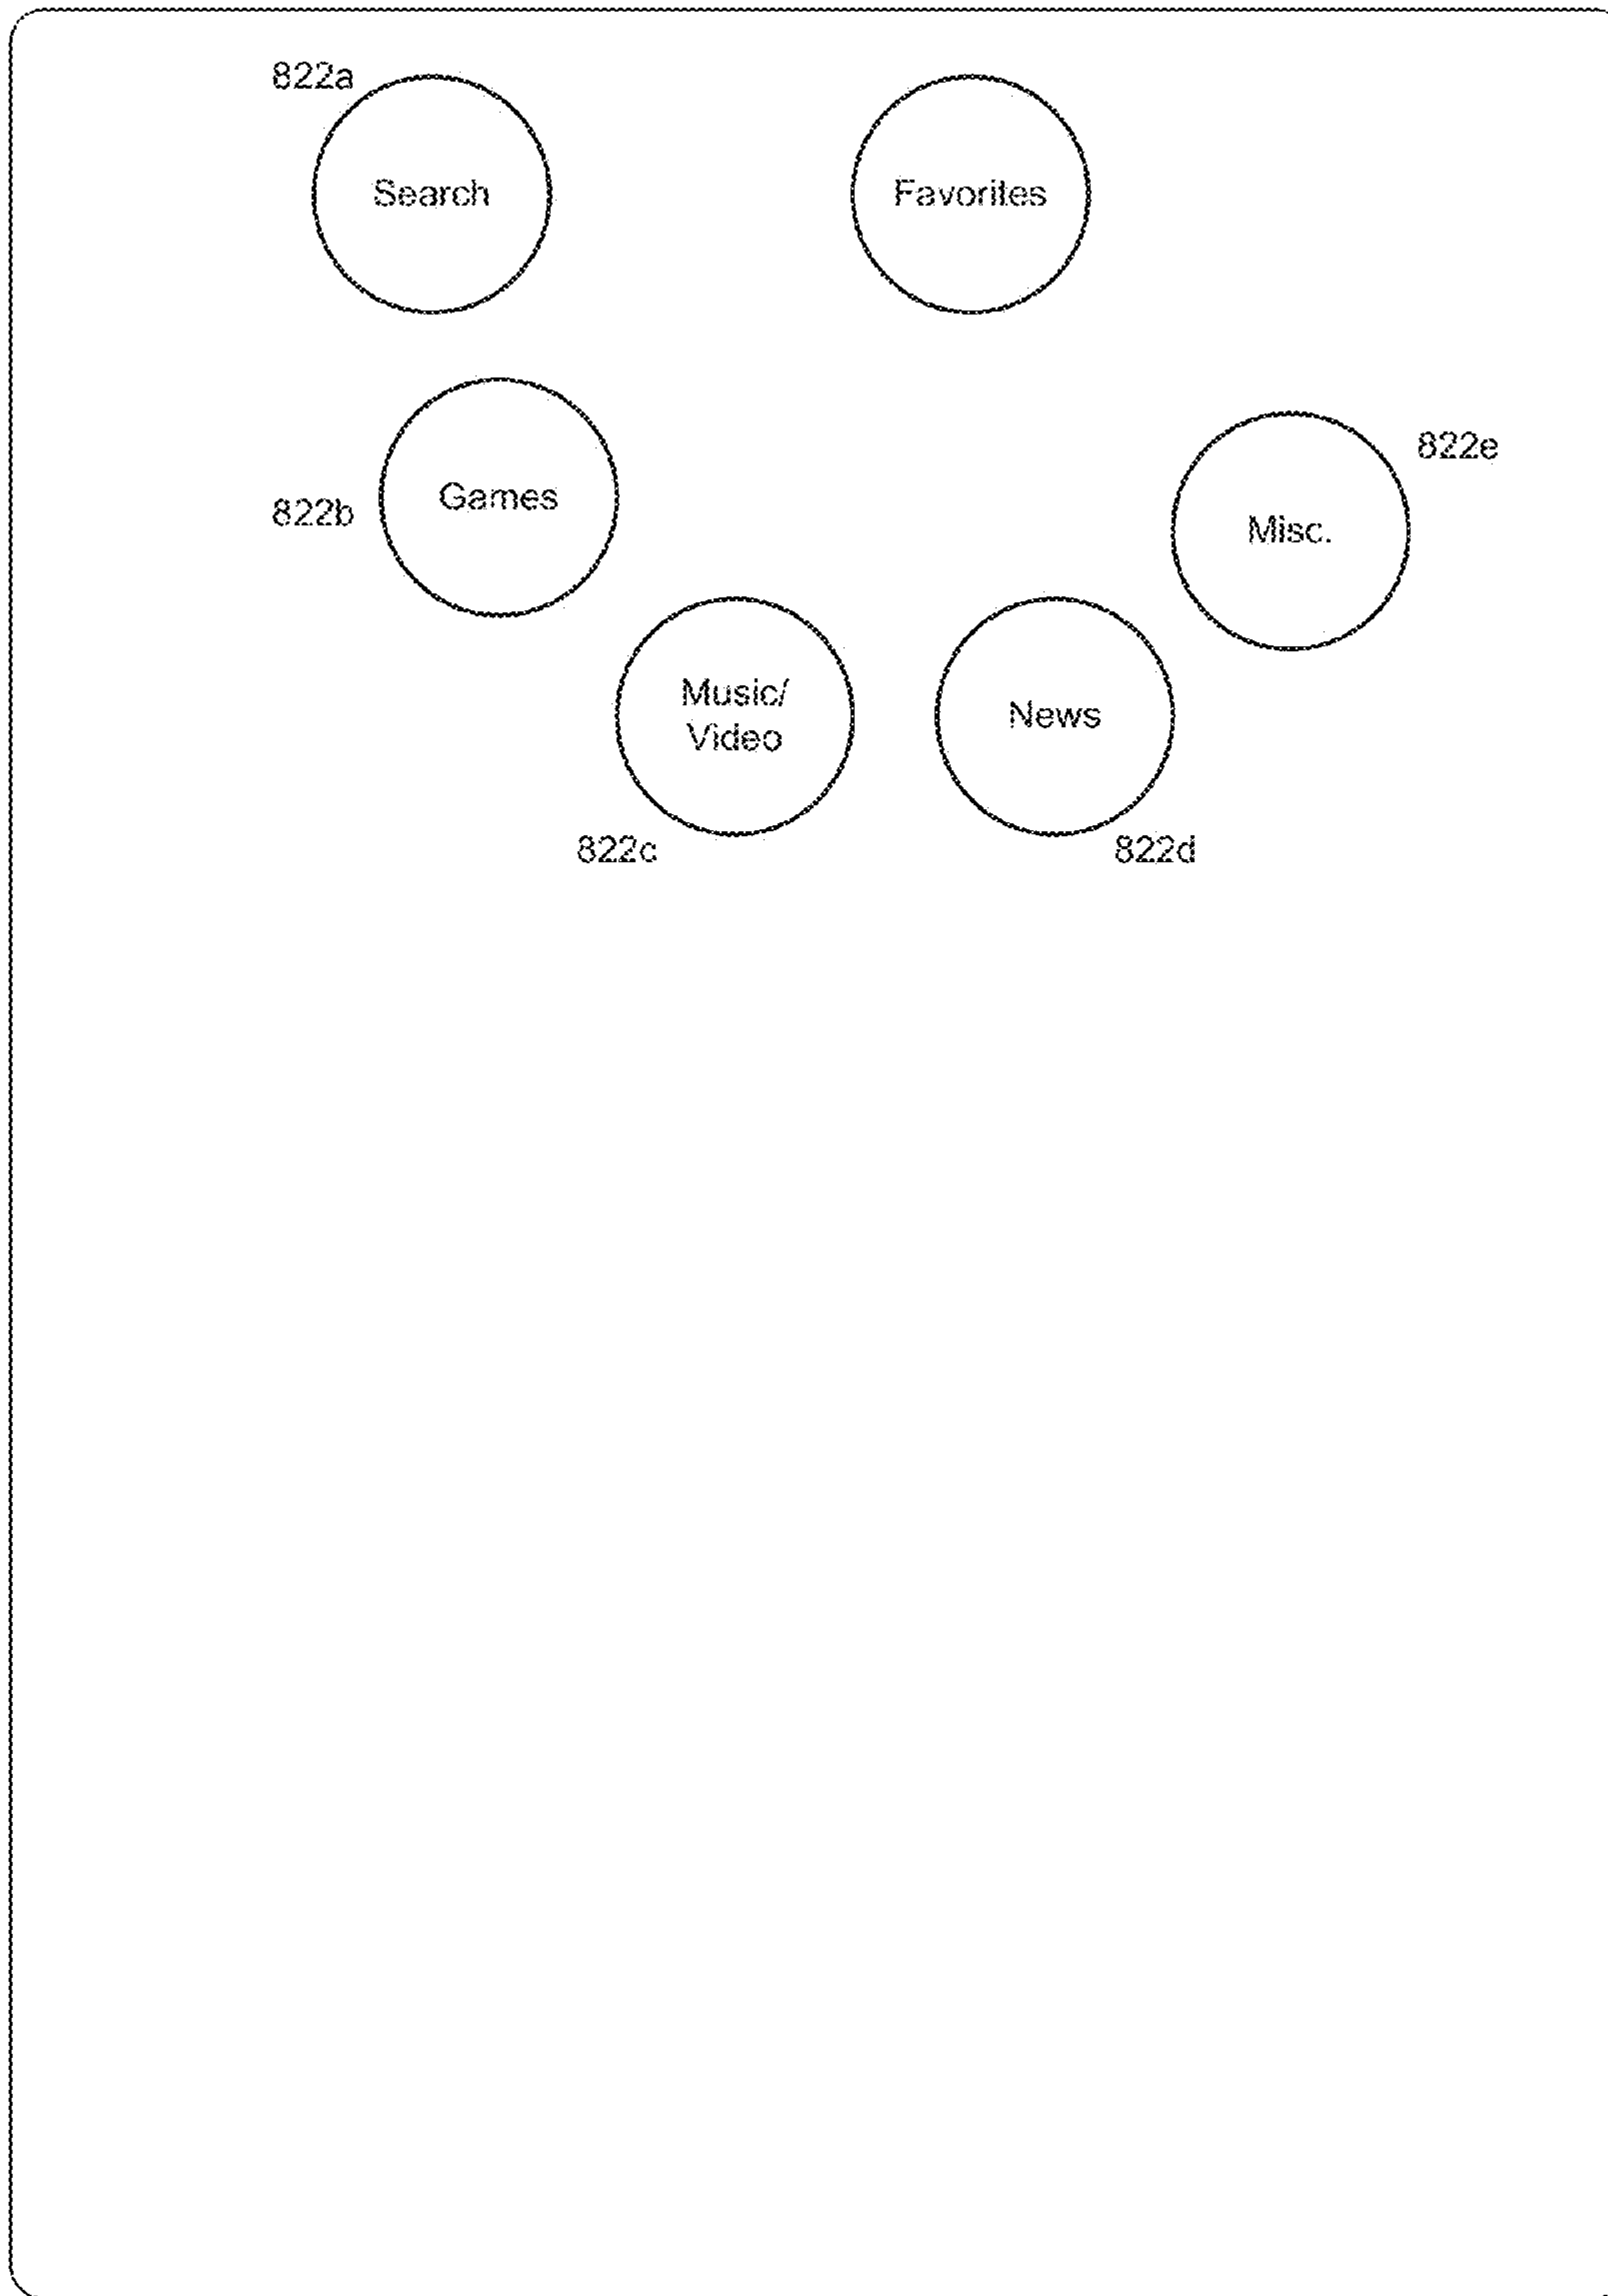 822a
Search
Favorites
Games
822b
822e
Misc.
Music/
Video
News
822c
822d